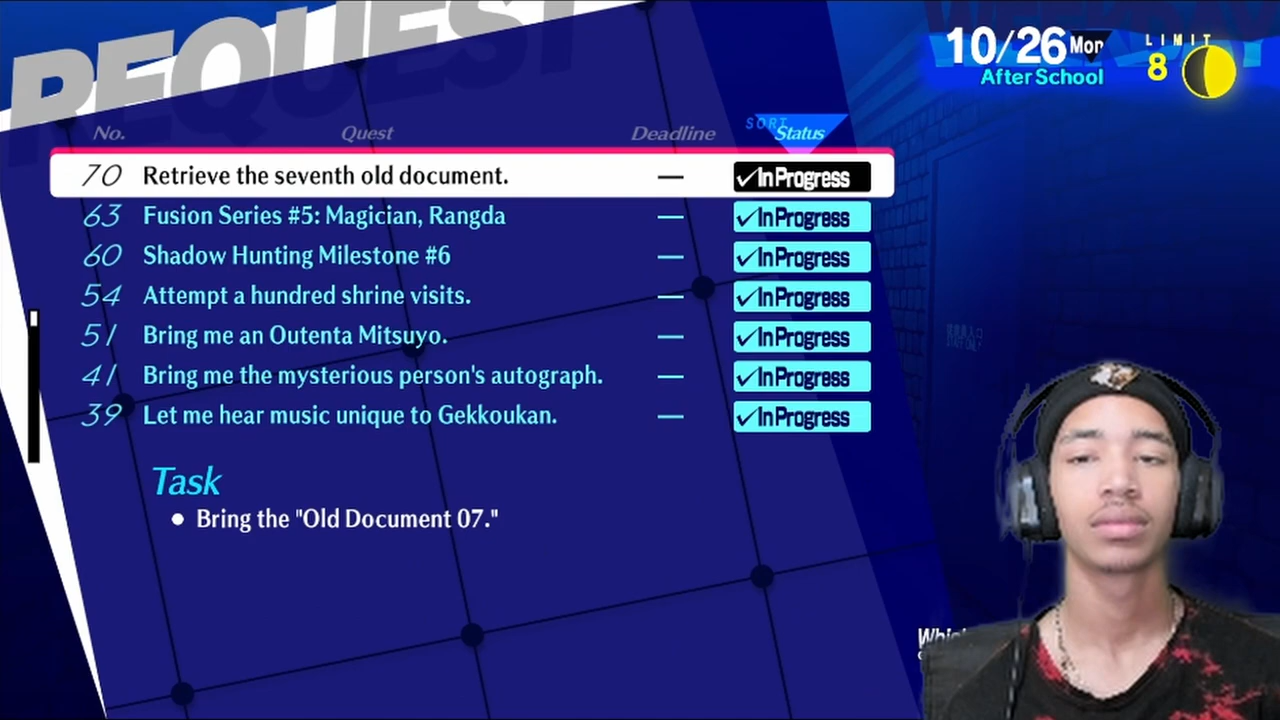 REQUEST
WEEKDAY
10/26 Mon
LIMIT
8
After School
No. Quest Deadline SORT Status
70 Retrieve the seventh old document. — In Progress
63 Fusion Series #5: Magician, Rangda — In Progress
60 Shadow Hunting Milestone #6 — In Progress
54 Attempt a hundred shrine visits. — In Progress
51 Bring me an Outenta Mitsuyo. — In Progress
41 Bring me the mysterious person's autograph. — In Progress
39 Let me hear music unique to Gekkoukan. — In Progress
Task
• Bring the "Old Document 07."